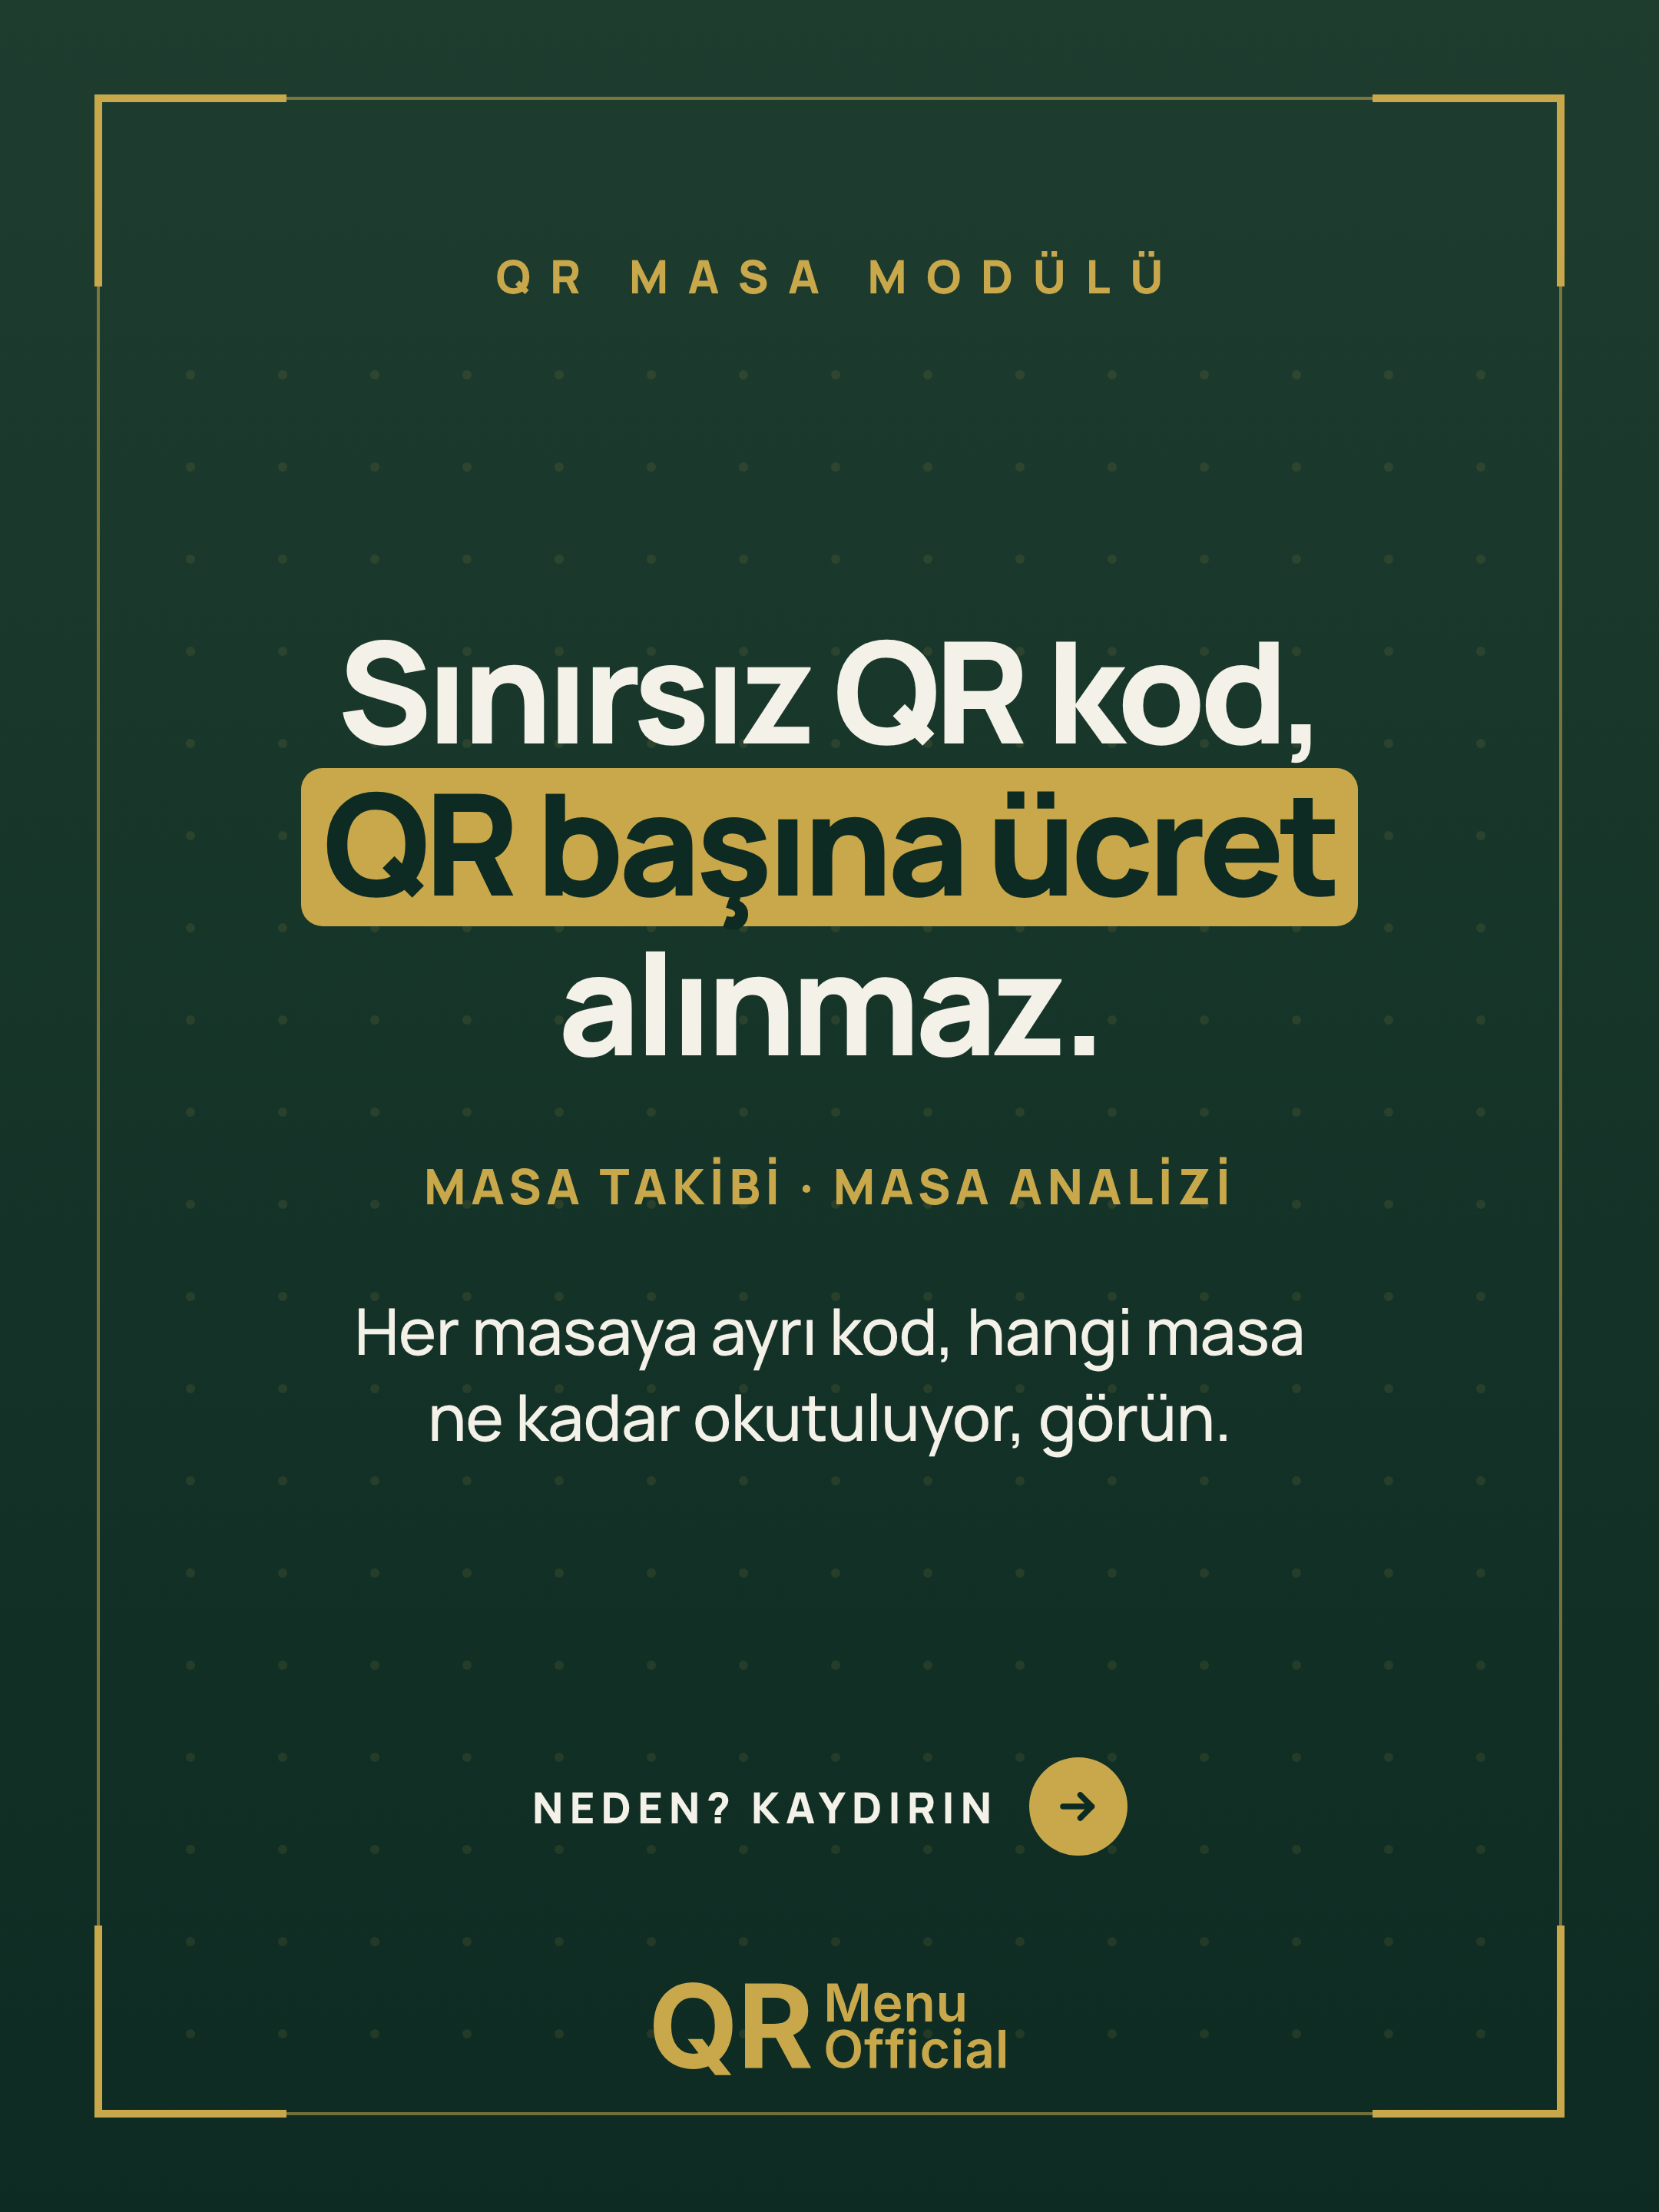 QR MASA MODÜLÜ
Sınırsız QR kod,
QR başına ücret
alınmaz.
MASA TAKİBİ · MASA ANALİZİ
Her masaya ayrı kod, hangi masa
ne kadar okutuluyor, görün.
NEDEN? KAYDIRIN
QR Menu
Official